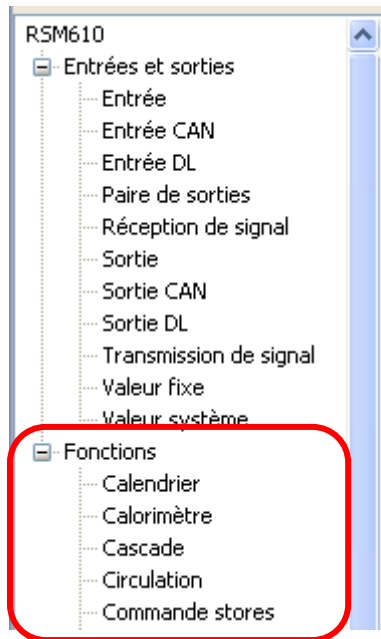 RSM610
Entrées et sorties
Entrée
Entrée CAN
Entrée DL
Paire de sorties
Réception de signal
Sortie
Sortie CAN
Sortie DL
Transmission de signal
Valeur fixe
Valeur système
Fonctions
Calendrier
Calorimètre
Cascade
Circulation
Commande stores